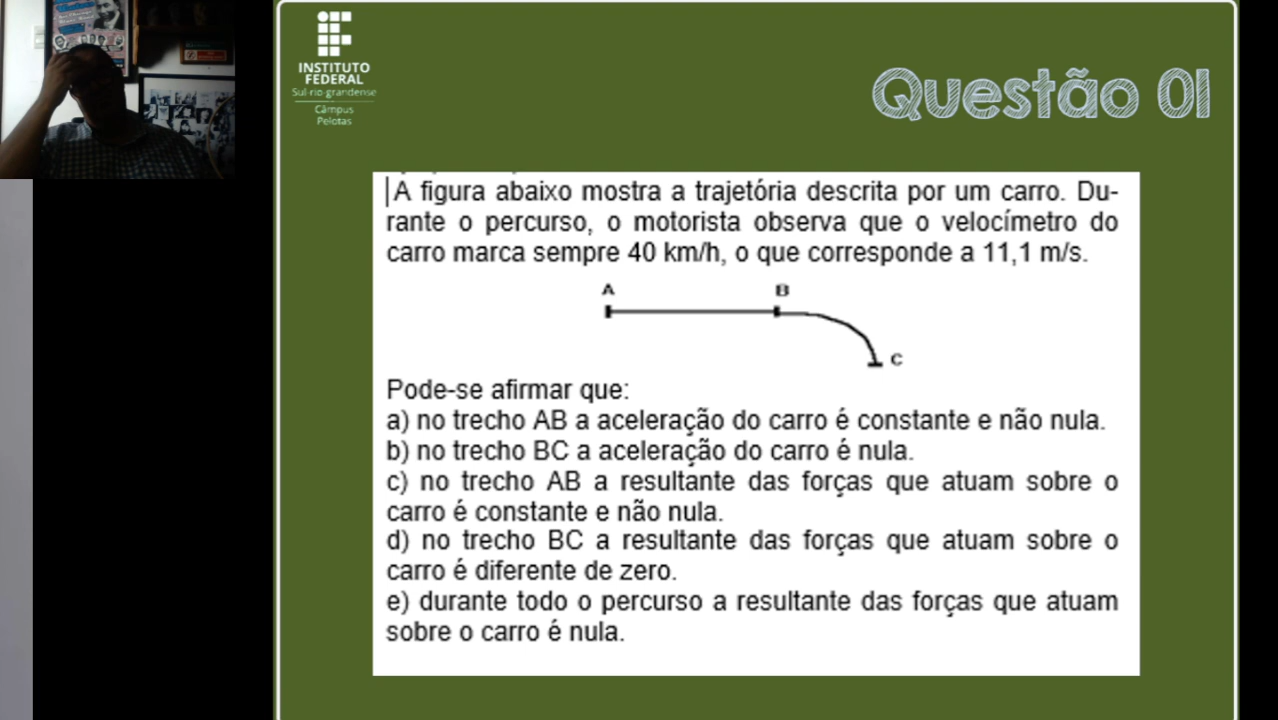 INSTITUTO
FEDERAL
Sul-rio-grandense
Câmpus
Pelotas
Questão 01
A figura abaixo mostra a trajetória descrita por um carro. Du-
rante o percurso, o motorista observa que o velocímetro do
carro marca sempre 40 km/h, o que corresponde a 11,1 m/s.
A B
C
Pode-se afirmar que:
a) no trecho AB a aceleração do carro é constante e não nula.
b) no trecho BC a aceleração do carro é nula.
c) no trecho AB a resultante das forças que atuam sobre o
carro é constante e não nula.
d) no trecho BC a resultante das forças que atuam sobre o
carro é diferente de zero.
e) durante todo o percurso a resultante das forças que atuam
sobre o carro é nula.